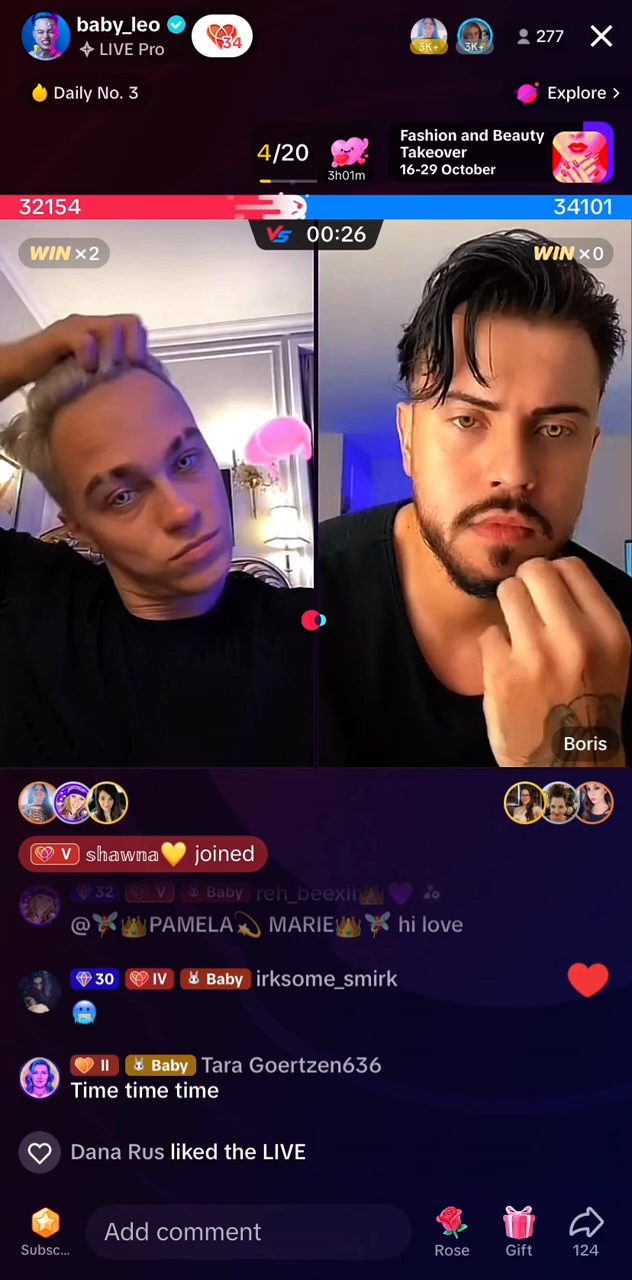 baby_leo
LIVE Pro
34
3K+
3K+
277
Daily No. 3
Explore >
4/20
3h01m
Fashion and Beauty
Takeover
16-29 October
32154
34101
VS 00:26
WIN ×2
WIN ×0
Boris
V shawna💛 joined
32 V Baby reh_beexii👑💜
@🧚👑PAMELA💫 MARIE👑🧚 hi love
30 IV Baby irksome_smirk
🥶
II Baby Tara Goertzen636
Time time time
Dana Rus liked the LIVE
Subsc...
Add comment
Rose
Gift
124